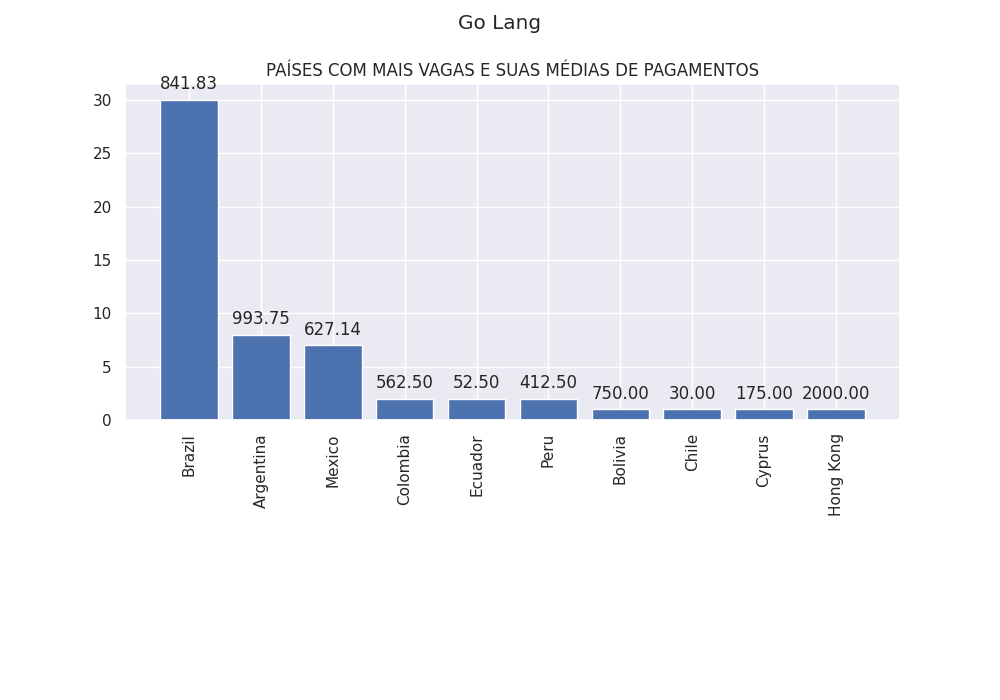 Go Lang
PAÍSES COM MAIS VAGAS E SUAS MÉDIAS DE PAGAMENTOS
841.83
30
25
20
15
10
993.75
627.14
5
562.50
52.50
412.50
750.00
30.00
175.00
2000.00
0
Brazil
Argentina
Mexico
Colombia
Ecuador
Peru
Bolivia
Chile
Cyprus
Hong Kong